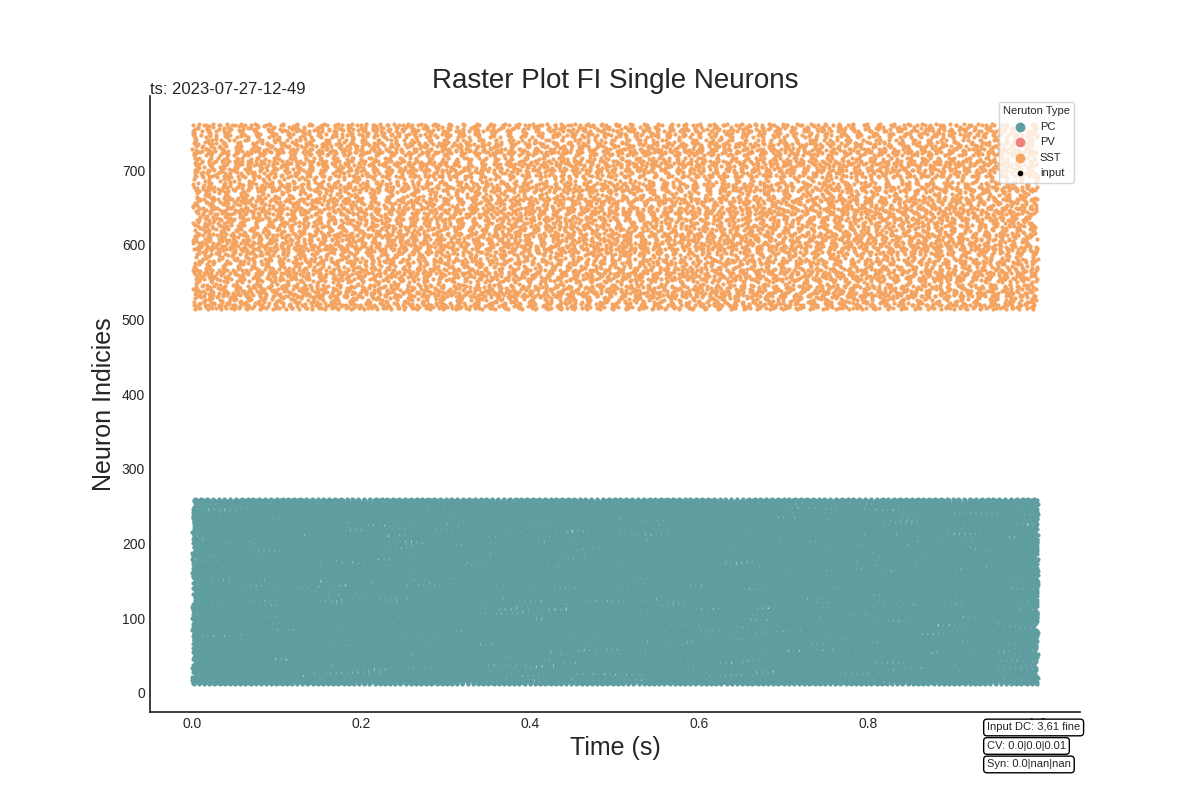 Raster Plot FI Single Neurons
ts: 2023-07-27-12-49
Neruton Type
PC
PV
SST
input
Neuron Indicies
700
600
500
400
300
200
100
0
0.0 0.2 0.4 0.6 0.8
Time (s)
Input DC: 3,61 fine
CV: 0.0|0.0|0.01
Syn: 0.0|nan|nan